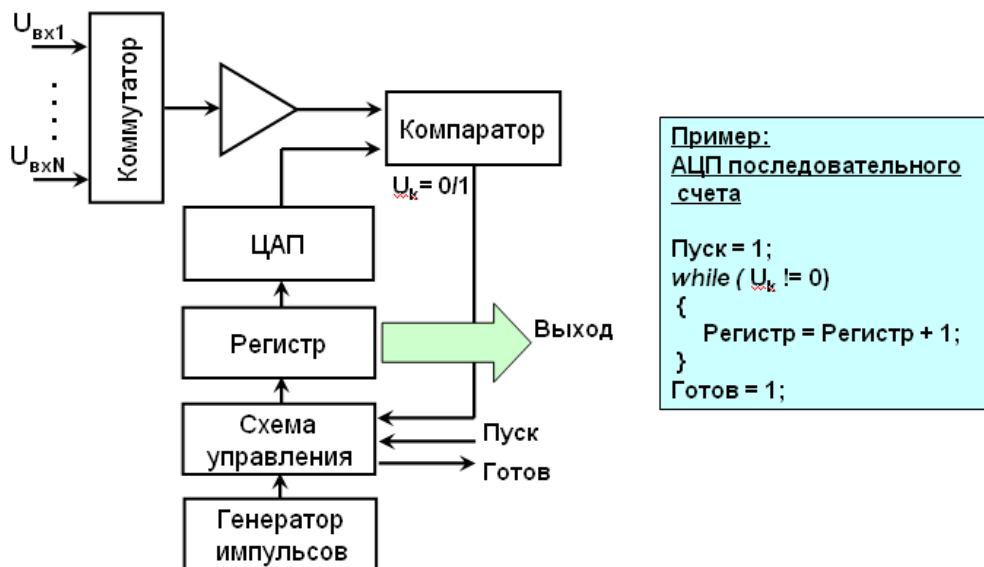 Uвх1
UвхN
Коммутатор
Компаратор
Uk = 0/1
ЦАП
Регистр
Выход
Схема
управления
Пуск
Готов
Генератор
импульсов
Пример:
АЦП последовательного
счета
Пуск = 1;
while ( Uk != 0)
{
Регистр = Регистр + 1;
}
Готов = 1;